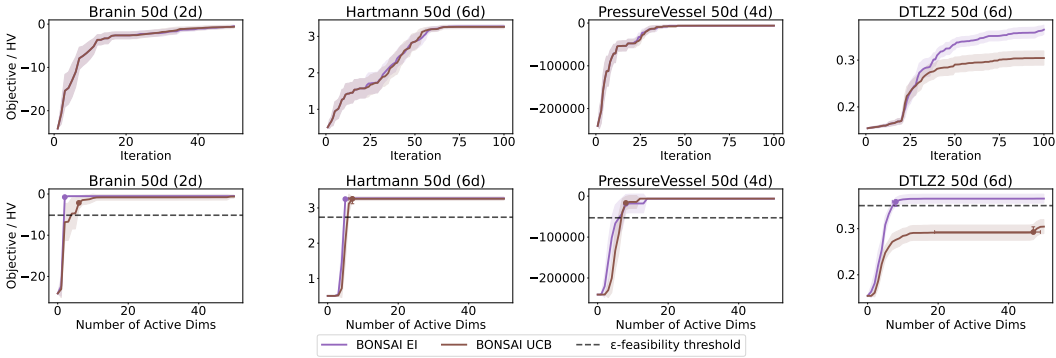 Branin 50d (2d)
Hartmann 50d (6d)
PressureVessel 50d (4d)
DTLZ2 50d (6d)
Objective / HV
0
−10
−20
0
20
40
Iteration
3
2
1
0
25
50
75
100
Iteration
0
−100000
−200000
0
25
50
75
100
Iteration
0.3
0.2
0
25
50
75
100
Iteration
Branin 50d (2d)
Hartmann 50d (6d)
PressureVessel 50d (4d)
DTLZ2 50d (6d)
Objective / HV
0
−10
−20
0
20
40
Number of Active Dims
3
2
1
0
20
40
Number of Active Dims
0
−100000
−200000
0
20
40
Number of Active Dims
0.3
0.2
0
20
40
Number of Active Dims
BONSAI EI
BONSAI UCB
ε-feasibility threshold